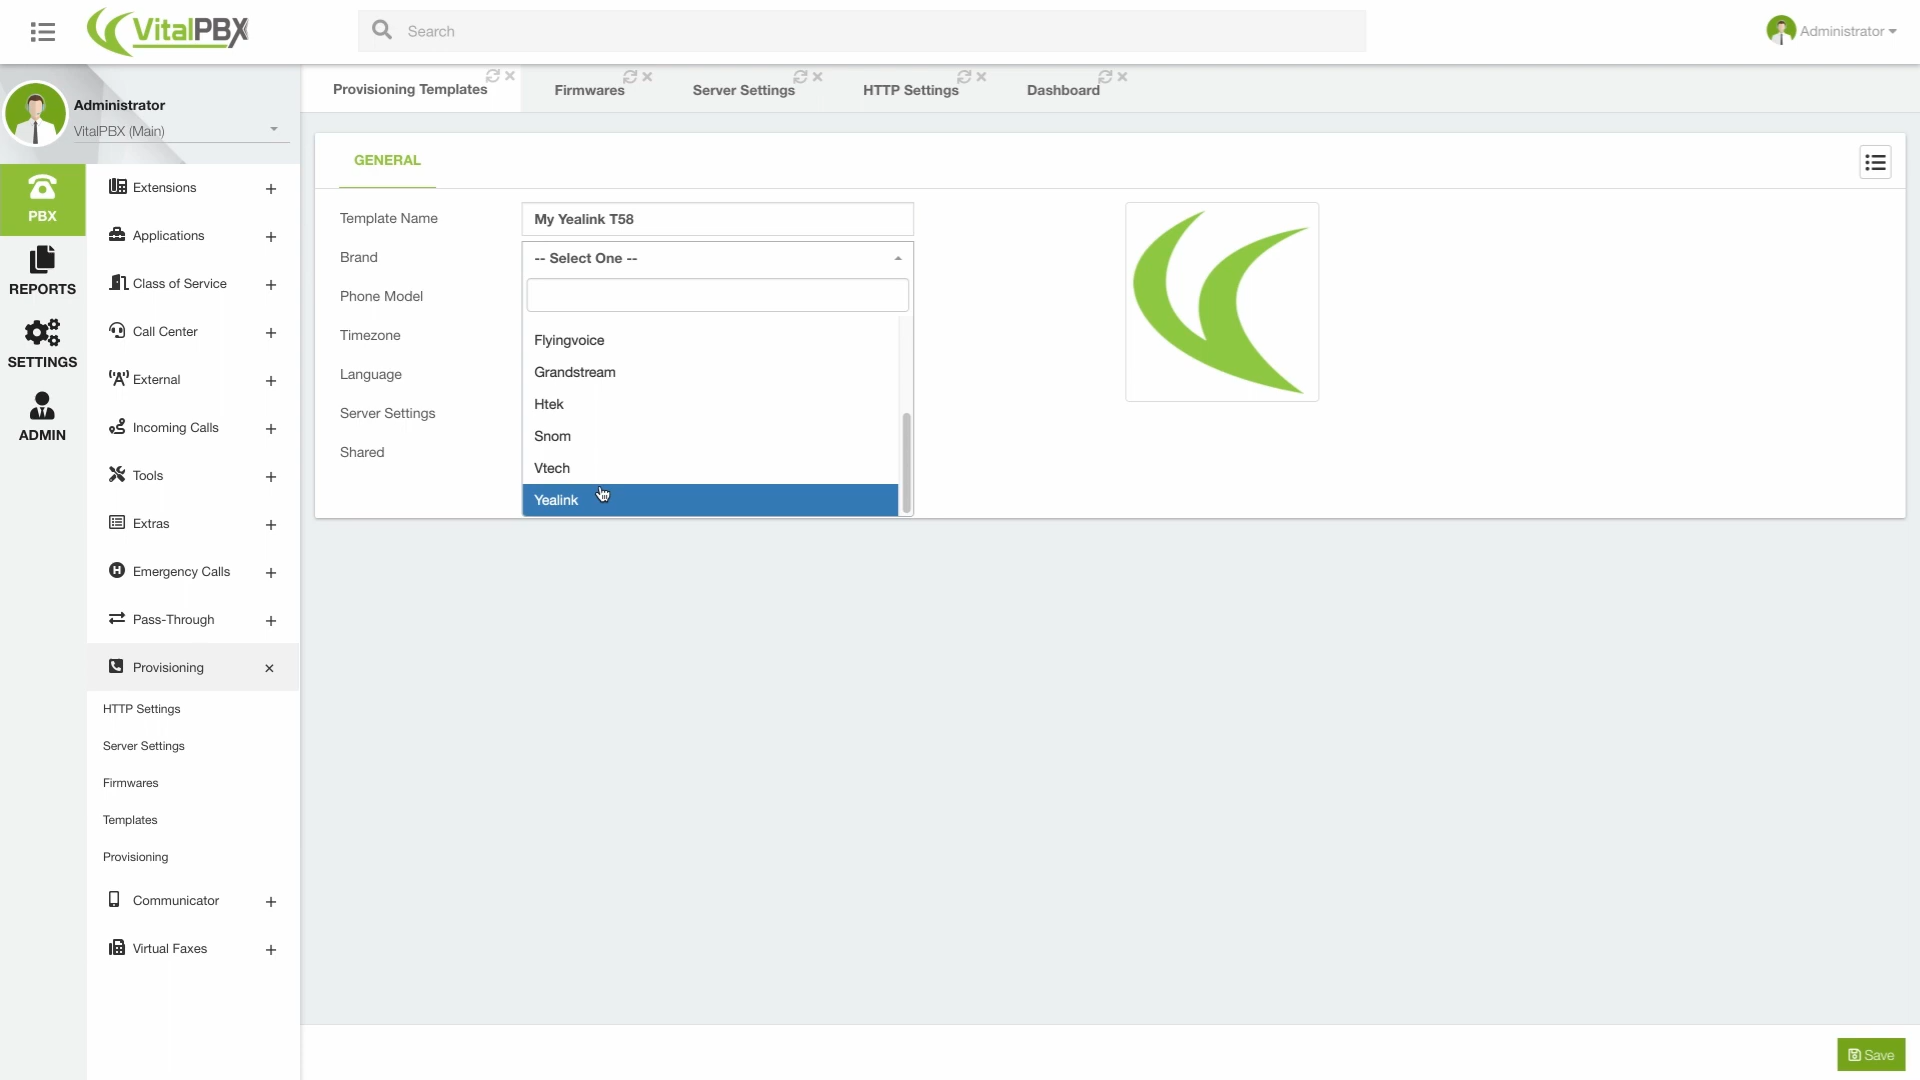 VitalPBX
Search
Administrator
Administrator
VitalPBX (Main)
Provisioning Templates
Firmwares
Server Settings
HTTP Settings
Dashboard
PBX
REPORTS
SETTINGS
ADMIN
Extensions
Applications
Class of Service
Call Center
External
Incoming Calls
Tools
Extras
Emergency Calls
Pass-Through
Provisioning
HTTP Settings
Server Settings
Firmwares
Templates
Provisioning
Communicator
Virtual Faxes
GENERAL
Template Name
My Yealink T58
Brand
-- Select One --
Phone Model
Timezone
Language
Server Settings
Shared
Flyingvoice
Grandstream
Htek
Snom
Vtech
Yealink
Save